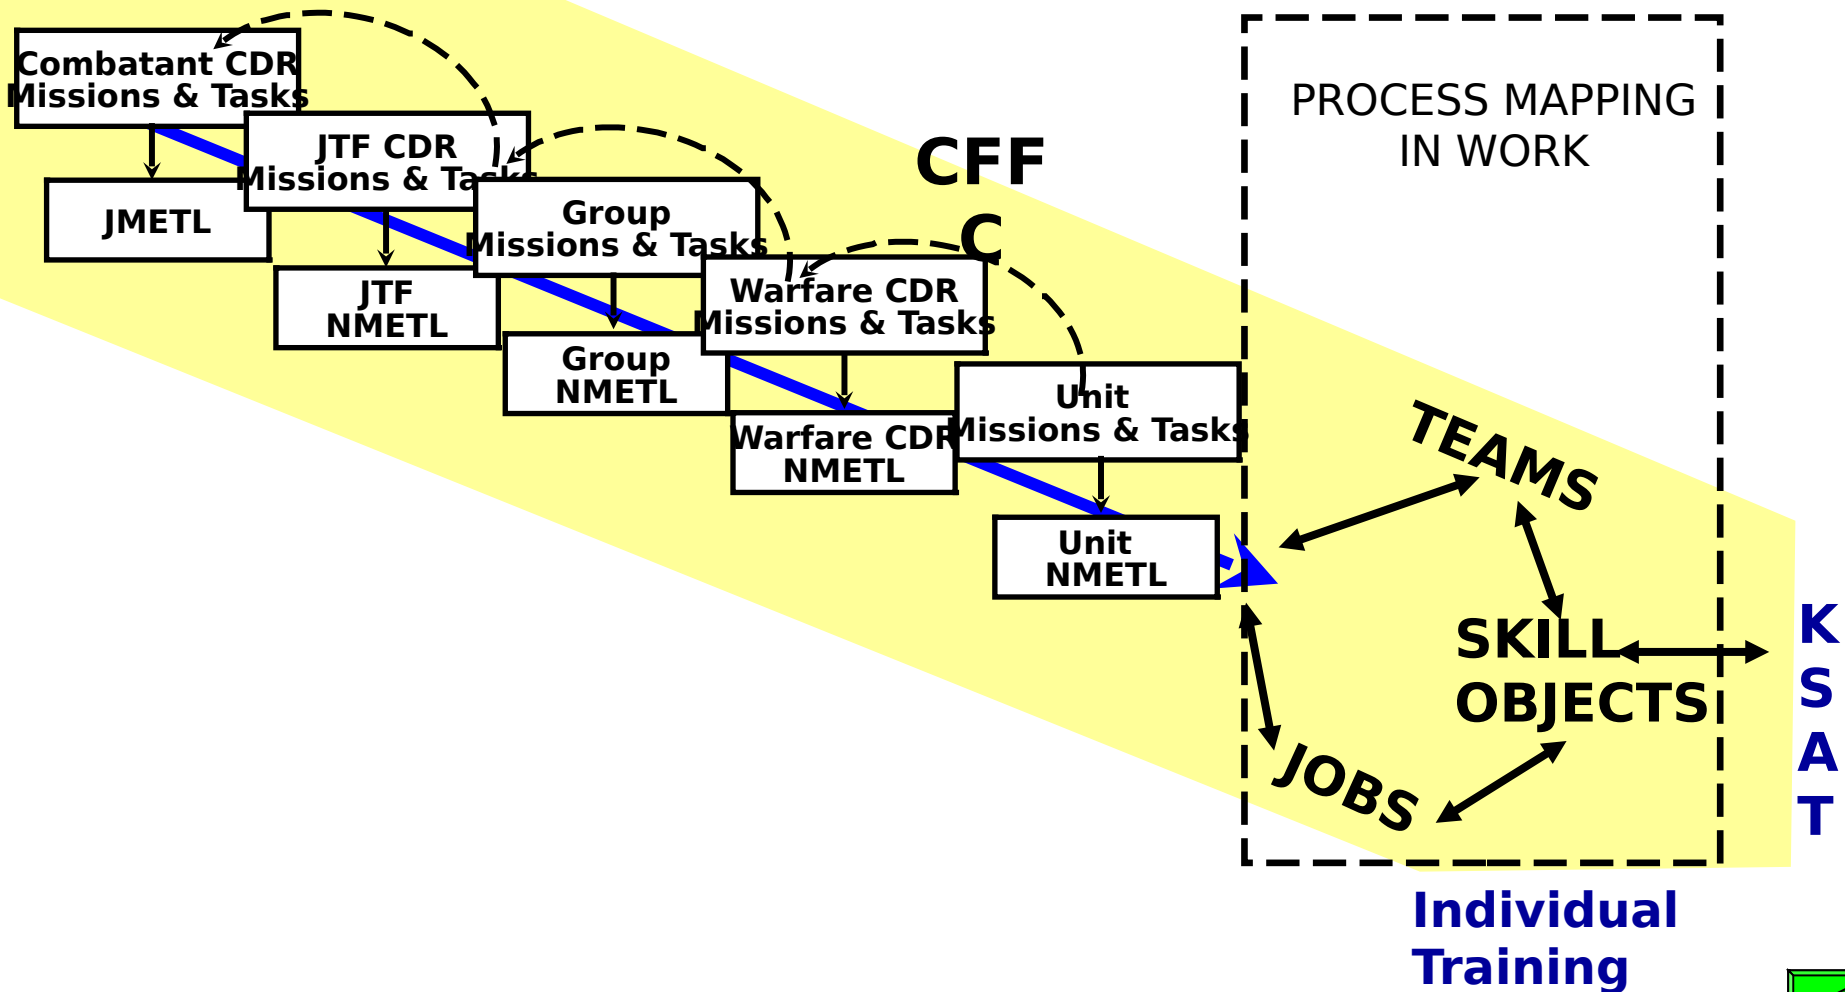 Combatant CDR
Missions & Tasks
JMETL
JTF CDR
Missions & Tasks
JTF
NMETL
Group
Missions & Tasks
Group
NMETL
CFF
C
Warfare CDR
Missions & Tasks
Warfare CDR
NMETL
Unit
Missions & Tasks
Unit
NMETL
PROCESS MAPPING
IN WORK
TEAMS
SKILL
OBJECTS
JOBS
K
S
A
T
Individual
Training